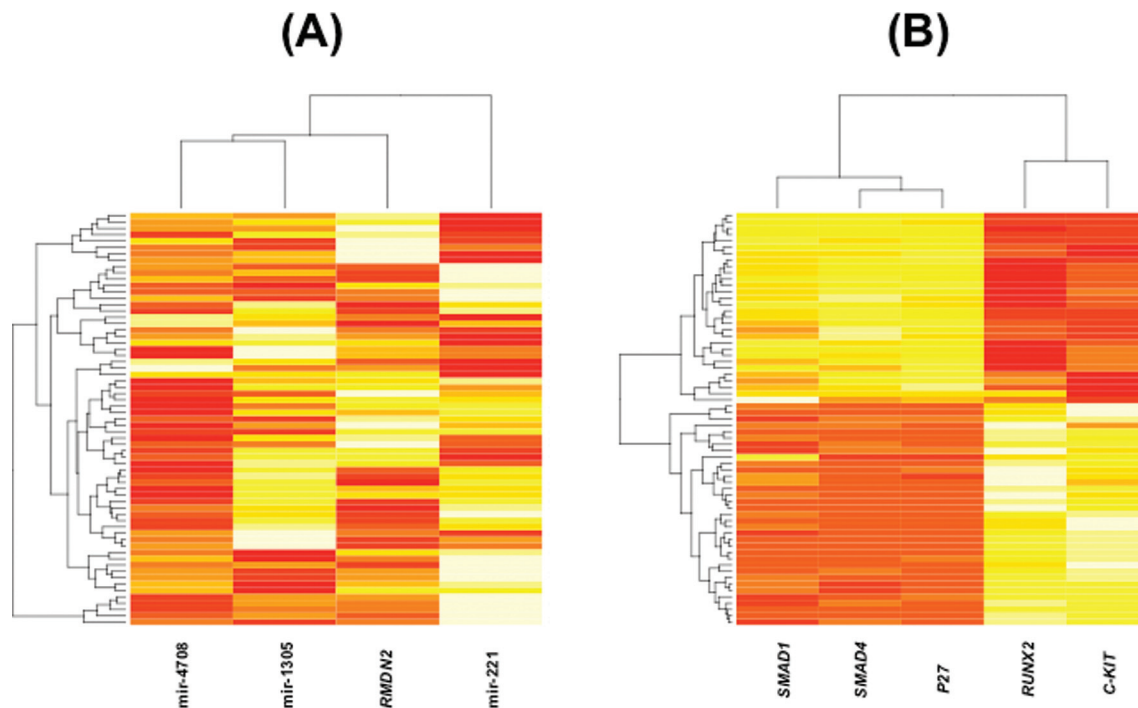 (A)
(B)
mir-4708
mir-1305
RMDN2
mir-221
SMAD1
SMAD4
P27
RUNX2
C-KIT